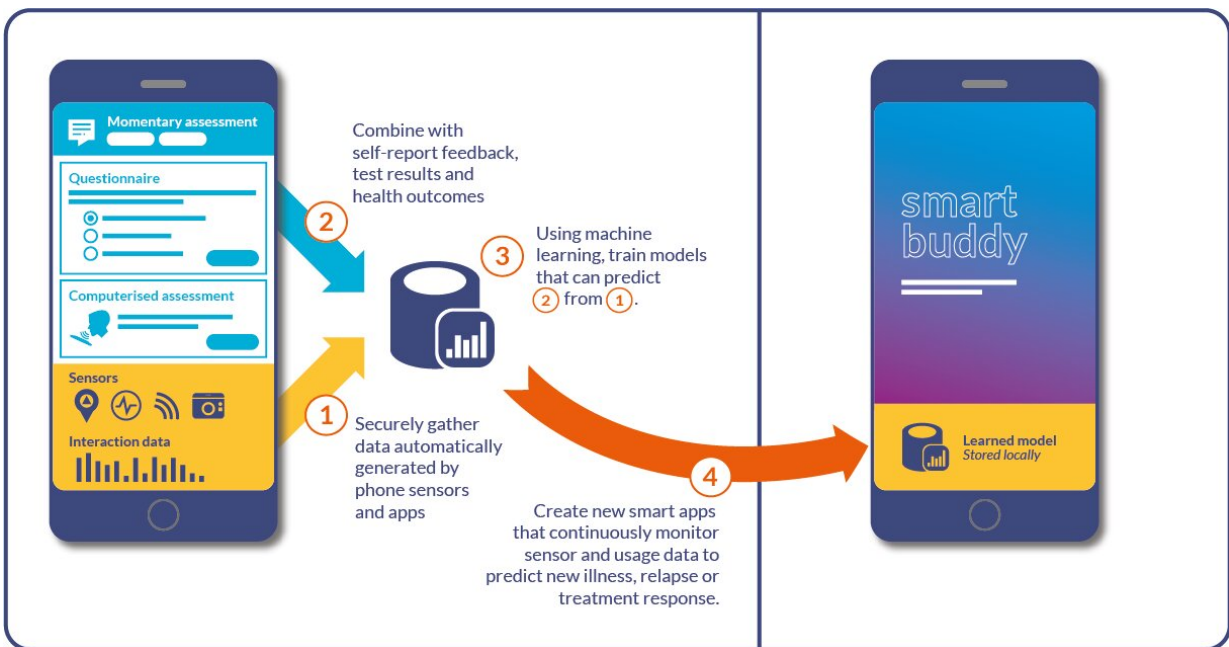 Momentary assessment
Questionnaire
Computerised assessment
Sensors
Interaction data
2
Combine with
self-report feedback,
test results and
health outcomes
1
Securely gather
data automatically
generated by
phone sensors
and apps
3
Using machine
learning, train models
that can predict
2 from 1.
4
Create new smart apps
that continuously monitor
sensor and usage data to
predict new illness, relapse or
treatment response.
smart
buddy
Learned model
Stored locally